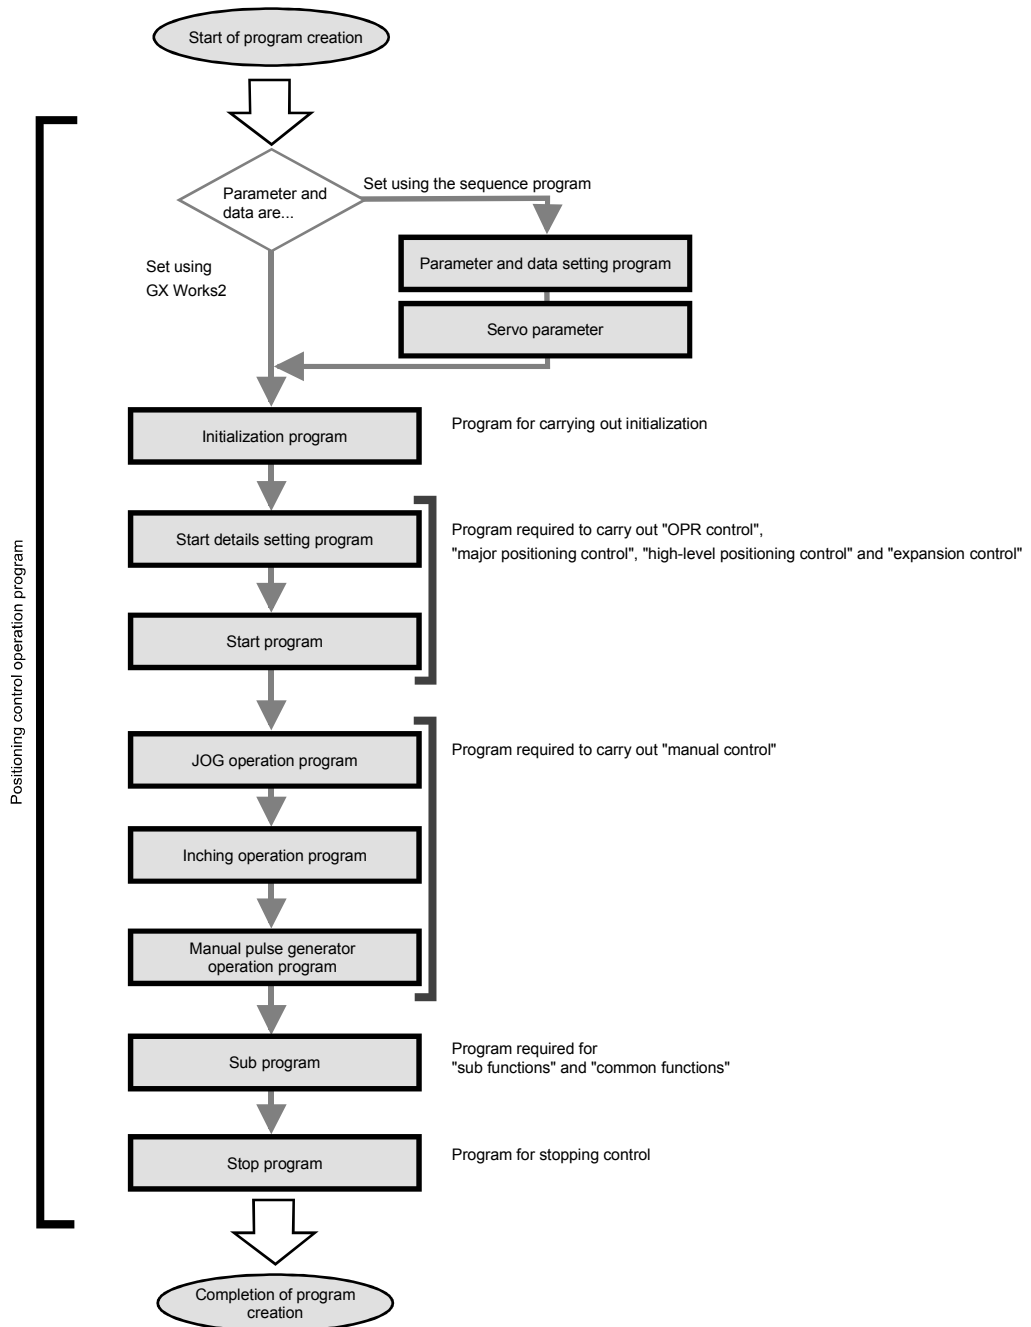 Start of program creation
Parameter and
data are...
Set using the sequence program
Parameter and data setting program
Set using
GX Works2
Servo parameter
Initialization program
Program for carrying out initialization
Start details setting program
Program required to carry out "OPR control",
"major positioning control", "high-level positioning control" and "expansion control"
Start program
Positioning control operation program
JOG operation program
Program required to carry out "manual control"
Inching operation program
Manual pulse generator
operation program
Sub program
Program required for
"sub functions" and "common functions"
Stop program
Program for stopping control
Completion of program
creation